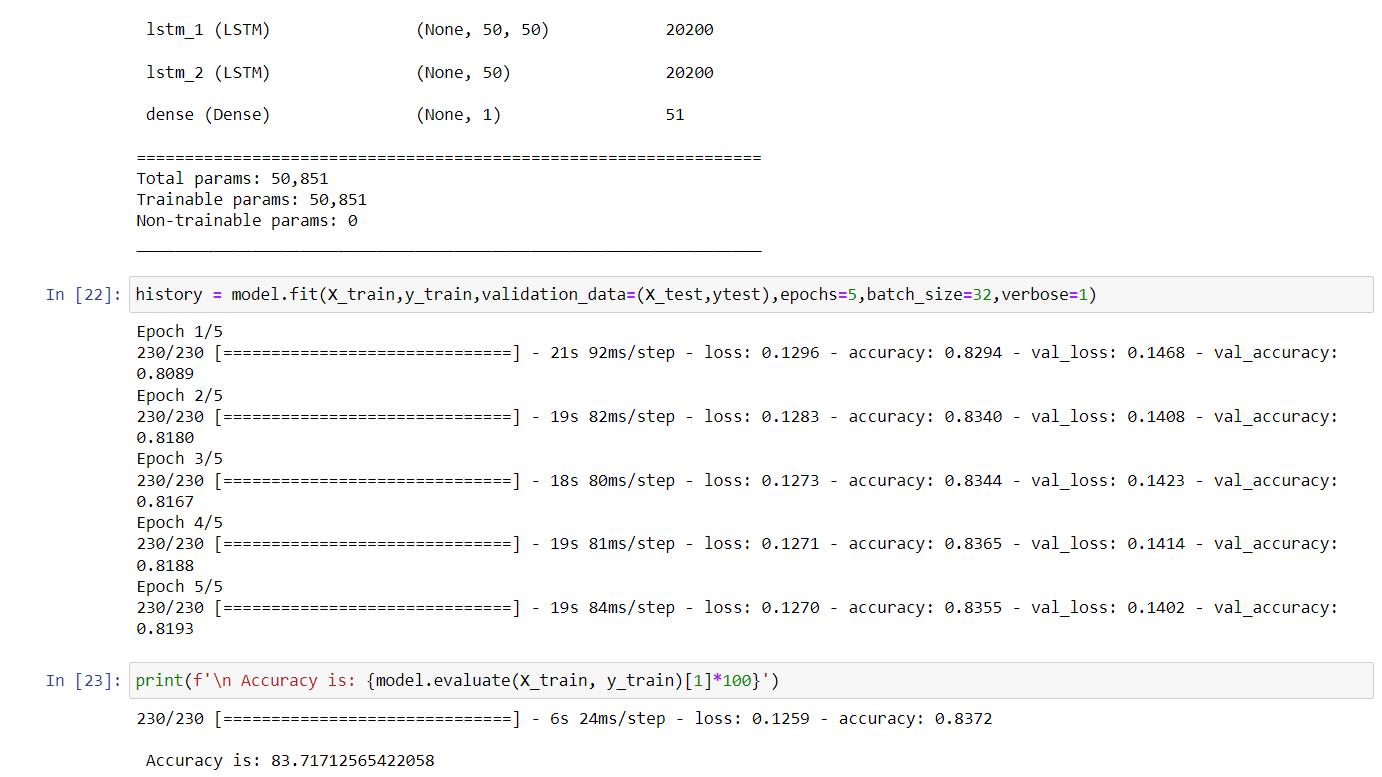 lstm_1 (LSTM) (None, 50, 50) 20200
lstm_2 (LSTM) (None, 50) 20200
dense (Dense) (None, 1) 51
=================================================================
Total params: 50,851
Trainable params: 50,851
Non-trainable params: 0
_________________________________________________________________
In [22]: history = model.fit(X_train,y_train,validation_data=(X_test,ytest),epochs=5,batch_size=32,verbose=1)
Epoch 1/5
230/230 [==============================] - 21s 92ms/step - loss: 0.1296 - accuracy: 0.8294 - val_loss: 0.1468 - val_accuracy:
0.8089
Epoch 2/5
230/230 [==============================] - 19s 82ms/step - loss: 0.1283 - accuracy: 0.8340 - val_loss: 0.1408 - val_accuracy:
0.8180
Epoch 3/5
230/230 [==============================] - 18s 80ms/step - loss: 0.1273 - accuracy: 0.8344 - val_loss: 0.1423 - val_accuracy:
0.8167
Epoch 4/5
230/230 [==============================] - 19s 81ms/step - loss: 0.1271 - accuracy: 0.8365 - val_loss: 0.1414 - val_accuracy:
0.8188
Epoch 5/5
230/230 [==============================] - 19s 84ms/step - loss: 0.1270 - accuracy: 0.8355 - val_loss: 0.1402 - val_accuracy:
0.8193
In [23]: print(f'\n Accuracy is: {model.evaluate(X_train, y_train)[1]*100}')
230/230 [==============================] - 6s 24ms/step - loss: 0.1259 - accuracy: 0.8372
Accuracy is: 83.71712565422058